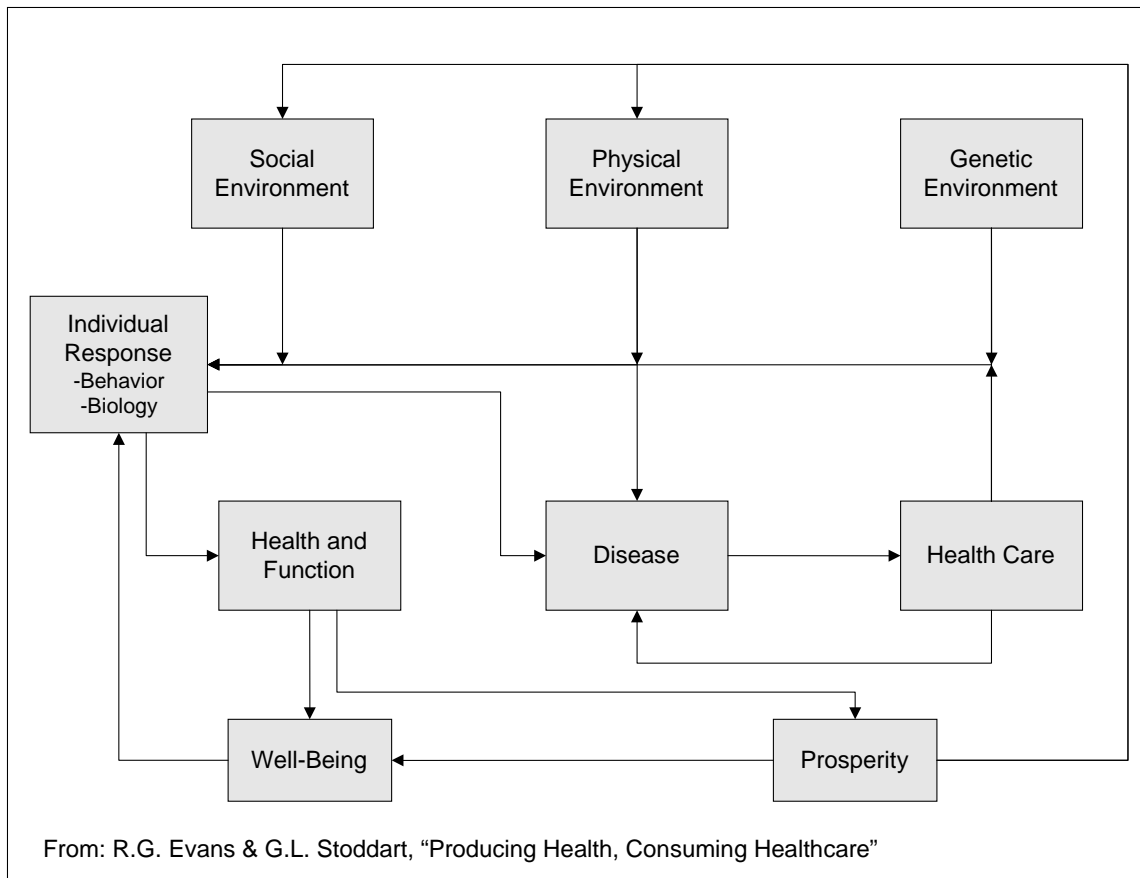 Social
Environment
Physical
Environment
Genetic
Environment
Individual
Response
-Behavior
-Biology
Health and
Function
Disease
Health Care
Well-Being
Prosperity
From: R.G. Evans & G.L. Stoddart, “Producing Health, Consuming Healthcare”